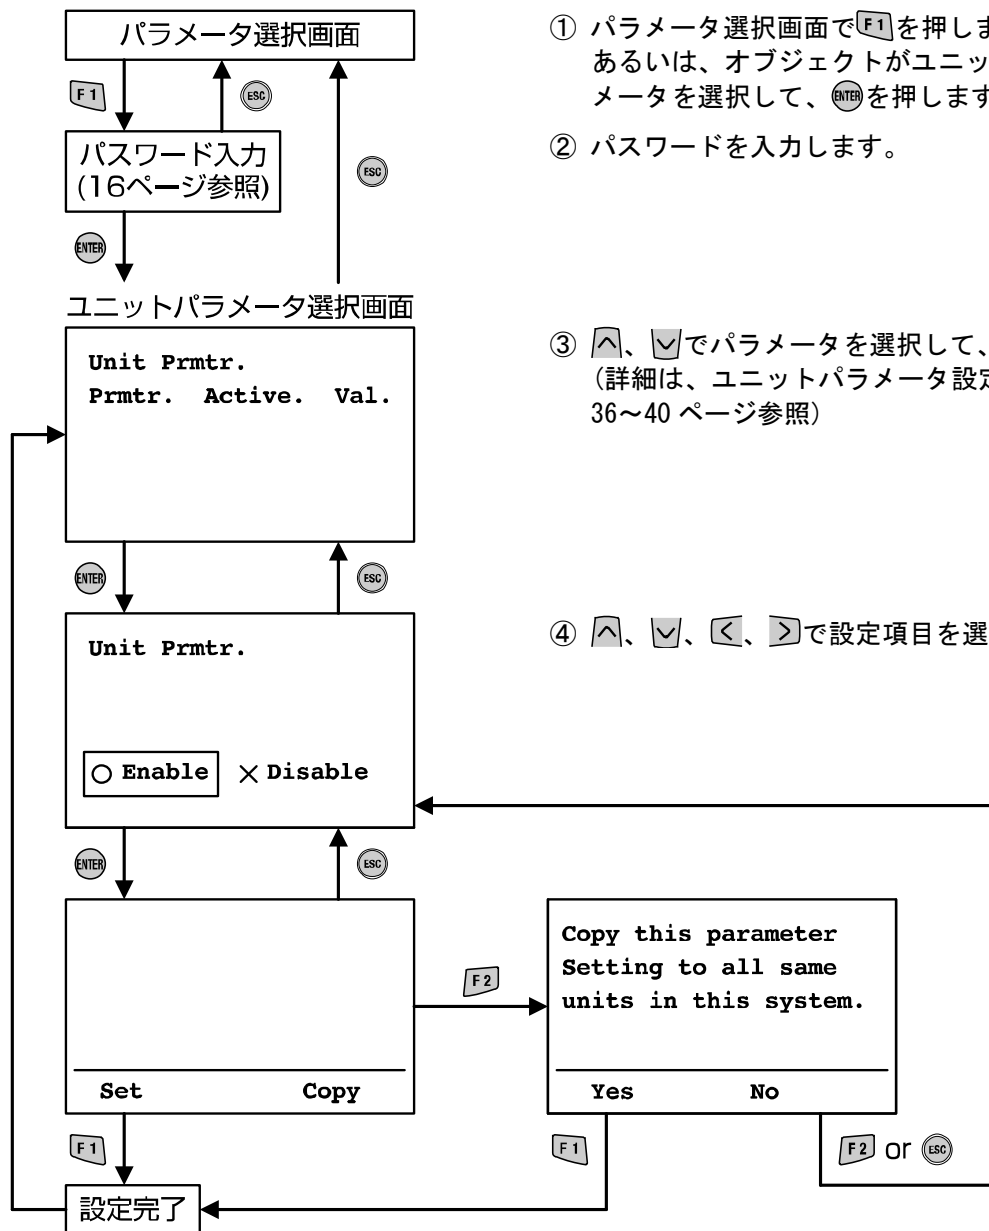 パラメータ選択画面
F1
ESC
パスワード入力
(16ページ参照)
ESC
ENTER
ユニットパラメータ選択画面
Unit Prmtr.
Prmtr. Active. Val.
ENTER
ESC
Unit Prmtr.
○ Enable × Disable
ENTER
ESC
Set Copy
F2
Copy this parameter
Setting to all same
units in this system.
Yes No
F1
F1
F2 or ESC
設定完了
① パラメータ選択画面でF1を押しま
あるいは、オブジェクトがユニッ
メータを選択して、ENTERを押します
② パスワードを入力します。
③ ︿、﹀でパラメータを選択して、
(詳細は、ユニットパラメータ設定
36～40 ページ参照)
④ ︿、﹀、＜、＞で設定項目を選